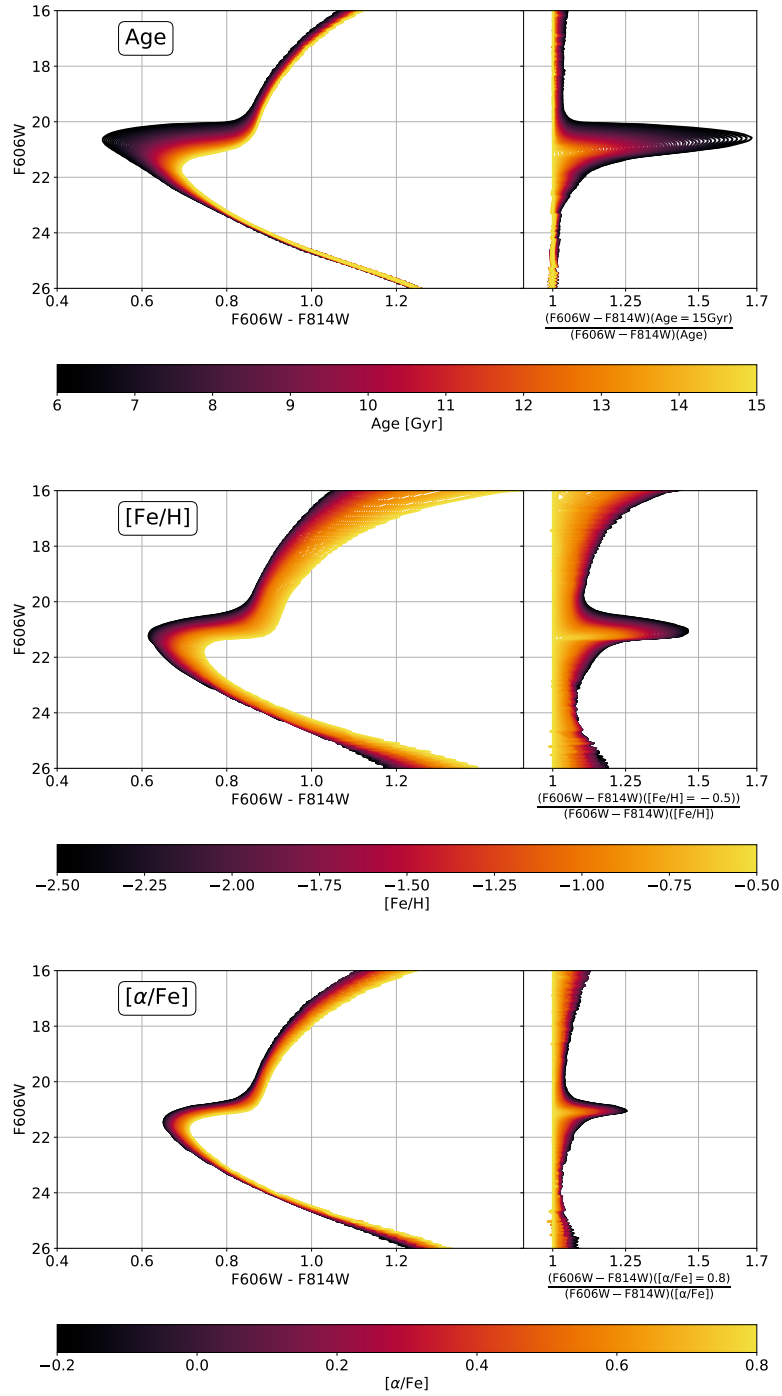 Age
F606W
16
18
20
22
24
26
0.4 0.6 0.8 1.0 1.2
F606W - F814W
1 1.25 1.7
(F606W − F814W)(Age = 15Gyr)
(F606W − F814W)(Age)
6 7 8 9 10 11 12 13 14 15
Age [Gyr]
[Fe/H]
F606W
16
18
20
22
24
26
0.4 0.6 0.8 1.0 1.2
F606W - F814W
1 1.25 1.7
(F606W − F814W)([Fe/H] = − 0.5))
(F606W − F814W)([Fe/H])
−2.50 −2.25 −2.00 −1.75 −1.50 −1.25 −1.00 −0.75 −0.50
[Fe/H]
[α/Fe]
F606W
16
18
20
22
24
26
0.4 0.6 0.8 1.0 1.2
F606W - F814W
1 1.25 1.7
(F606W − F814W)([α/Fe] = 0.8)
(F606W − F814W)([α/Fe])
−0.2 0.0 0.2 0.4 0.6 0.8
[α/Fe]